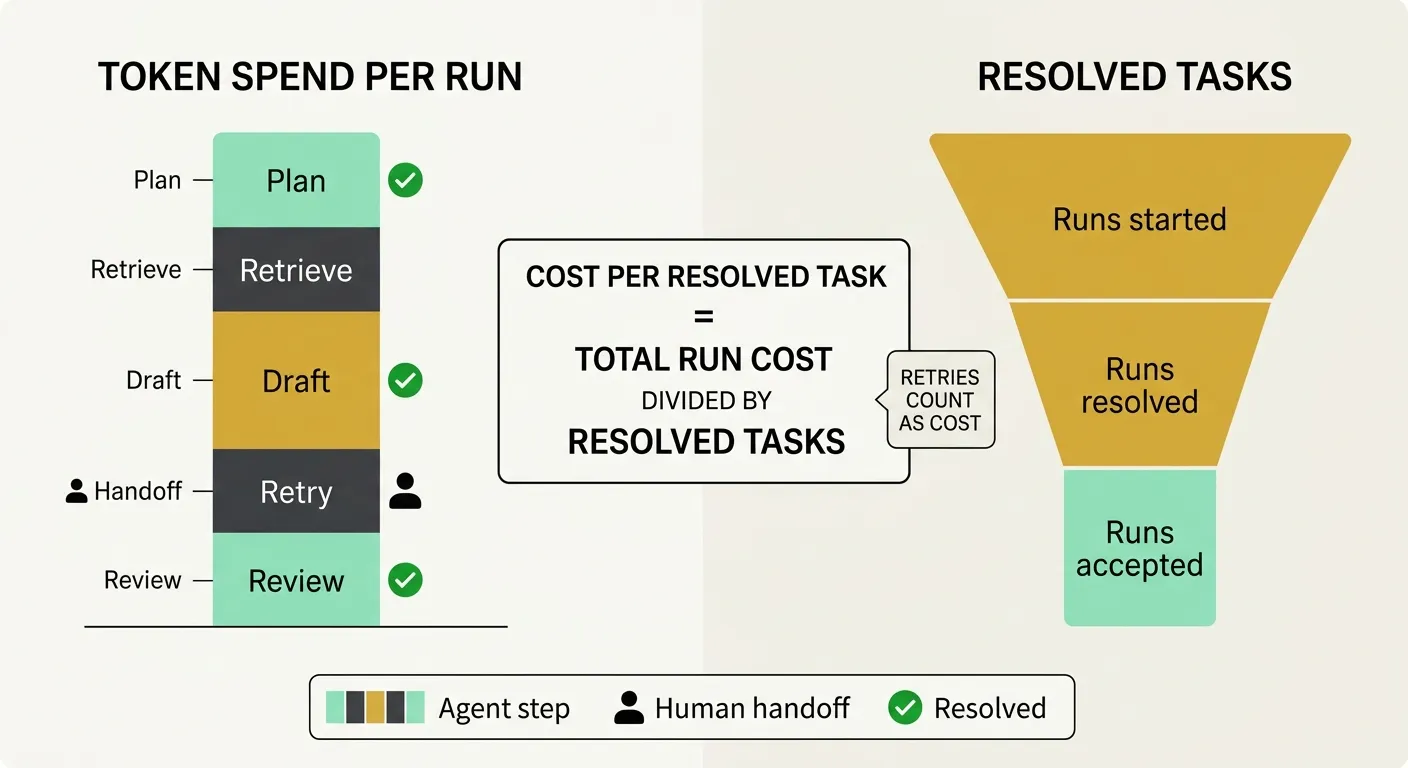 TOKEN SPEND PER RUN
Plan
Plan
Retrieve
Retrieve
Draft
Draft
Handoff
Retry
Review
Review
COST PER RESOLVED TASK
=
TOTAL RUN COST
DIVIDED BY
RESOLVED TASKS
RETRIES
COUNT
AS COST
RESOLVED TASKS
Runs started
Runs
resolved
Runs
accepted
Agent step
Human handoff
Resolved